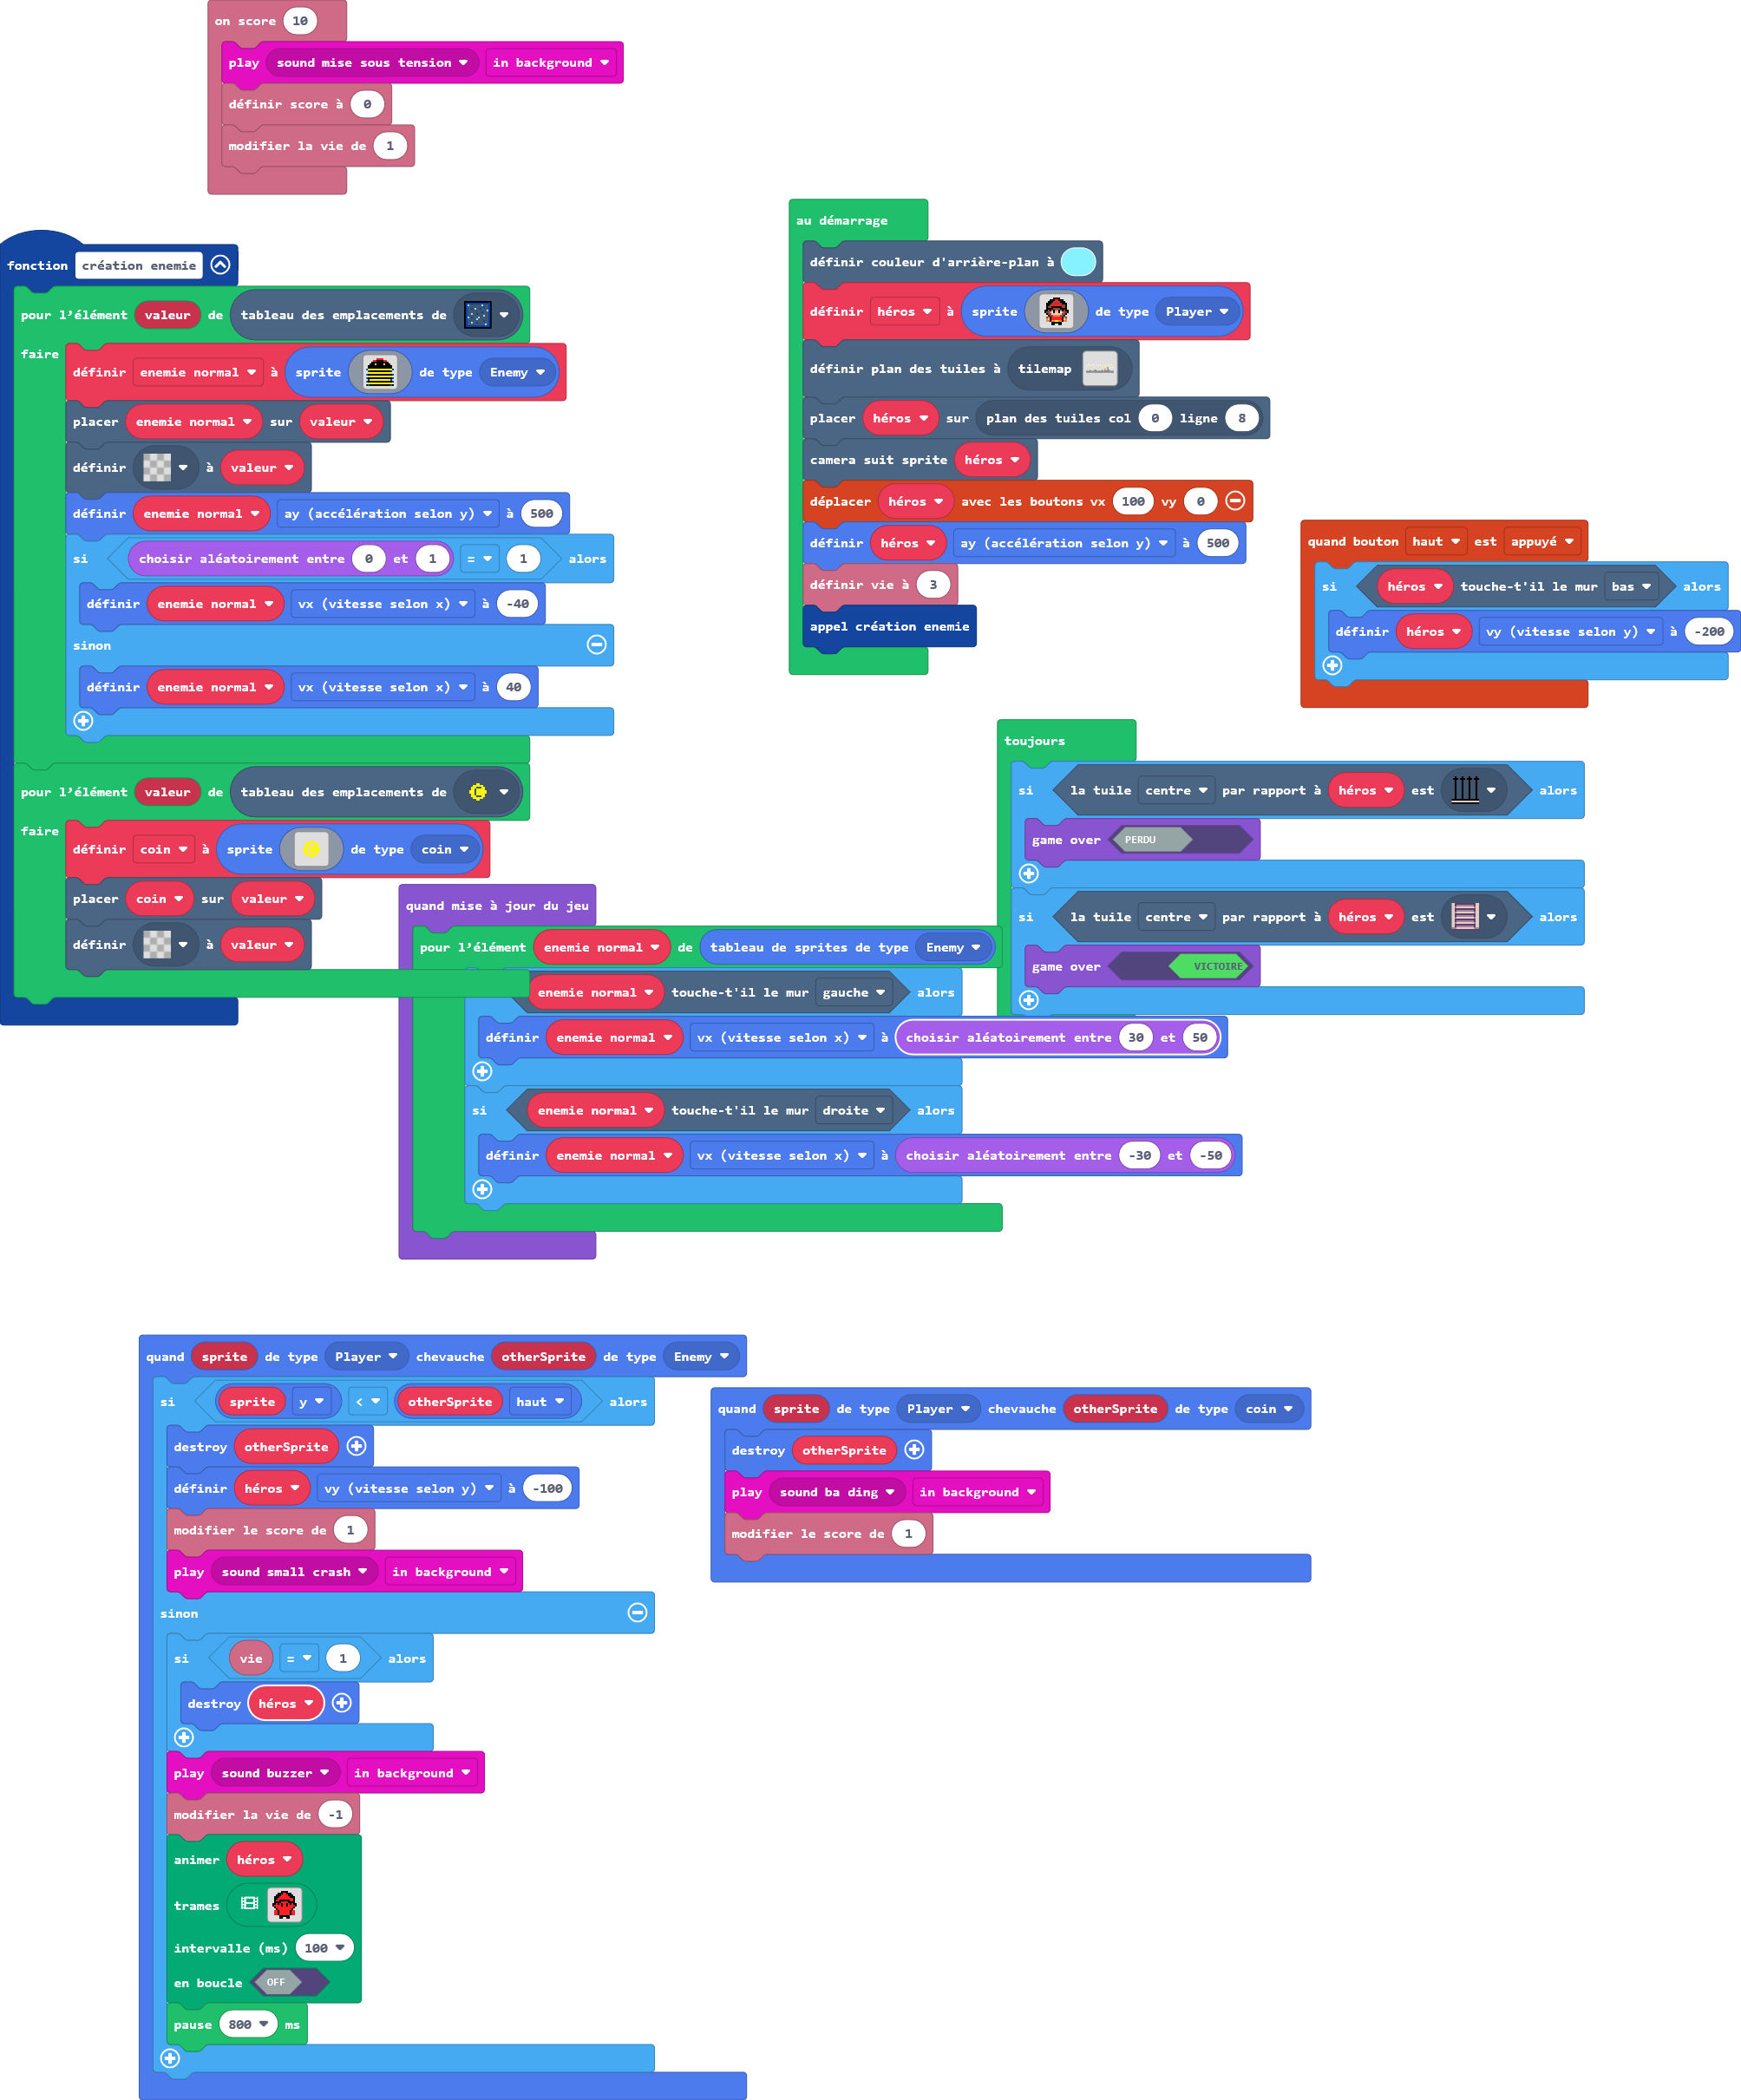 on score 10
play sound mise sous tension in background
définir score à 0
modifier la vie de 1
fonction création enemie
pour l'élément valeur de tableau des emplacements de
faire
définir enemie normal à sprite de type Enemy
placer enemie normal sur valeur
définir à valeur
définir enemie normal ay (accélération selon y) à 500
si choisir aléatoirement entre 0 et 1 = 1 alors
définir enemie normal vx (vitesse selon x) à -40
sinon
définir enemie normal vx (vitesse selon x) à 40
pour l'élément valeur de tableau des emplacements de
faire
définir coin à sprite de type coin
placer coin sur valeur
définir à valeur
au démarrage
définir couleur d'arrière-plan à
définir héros à sprite de type Player
définir plan des tuiles à tilemap
placer héros sur plan des tuiles col 0 ligne 8
camera suit sprite héros
déplacer héros avec les boutons vx 100 vy 0
définir héros ay (accélération selon y) à 500
définir vie à 3
appel création enemie
quand bouton haut est appuyé
si héros touche-t'il le mur bas alors
définir héros vy (vitesse selon y) à -200
toujours
si la tuile centre par rapport à héros est alors
game over PERDU
si la tuile centre par rapport à héros est alors
game over VICTOIRE
quand mise à jour du jeu
pour l'élément enemie normal de tableau de sprites de type Enemy
enemie normal touche-t'il le mur gauche alors
définir enemie normal vx (vitesse selon x) à choisir aléatoirement entre 30 et 50
si enemie normal touche-t'il le mur droite alors
définir enemie normal vx (vitesse selon x) à choisir aléatoirement entre -30 et -50
quand sprite de type Player chevauche otherSprite de type Enemy
si sprite y < otherSprite haut alors
destroy otherSprite
définir héros vy (vitesse selon y) à -100
modifier le score de 1
play sound small crash in background
sinon
si vie = 1 alors
destroy héros
play sound buzzer in background
modifier la vie de -1
animer héros
trames
intervalle (ms) 100
en boucle OFF
pause 800 ms
quand sprite de type Player chevauche otherSprite de type coin
destroy otherSprite
play sound ba ding in background
modifier le score de 1